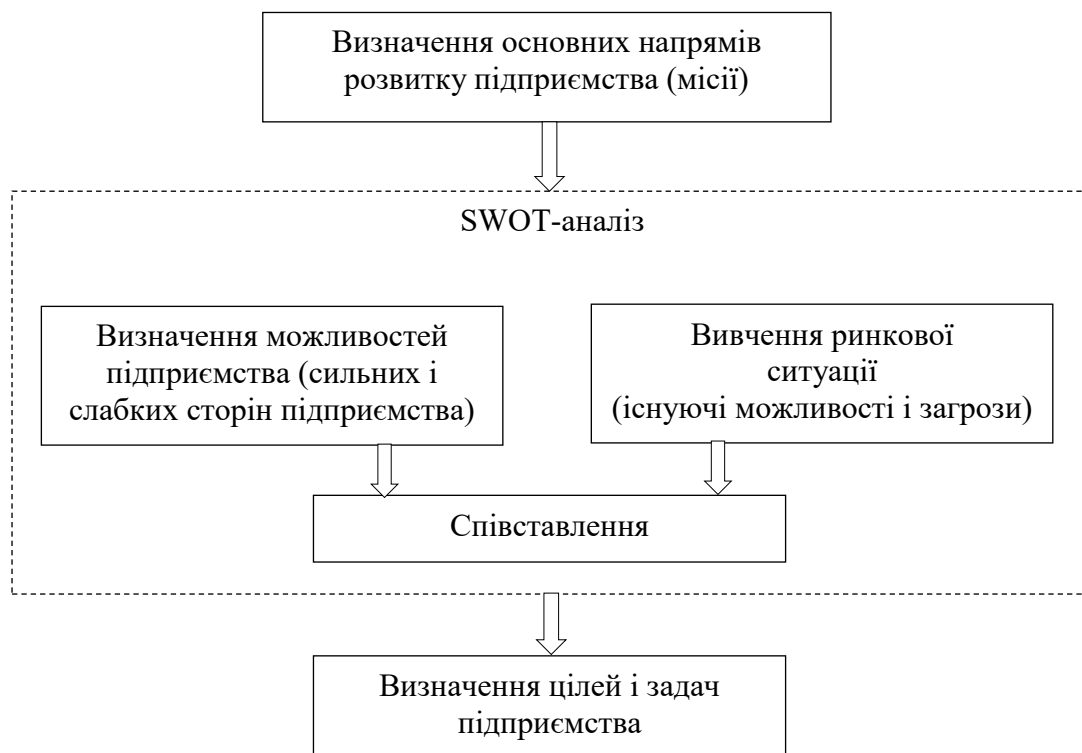 Визначення основних напрямів
розвитку підприємства (місії)
SWOT-аналіз
Визначення можливостей
підприємства (сильних і
слабких сторін підприємства)
Вивчення ринкової
ситуації
(існуючі можливості і загрози)
Співставлення
Визначення цілей і задач
підприємства